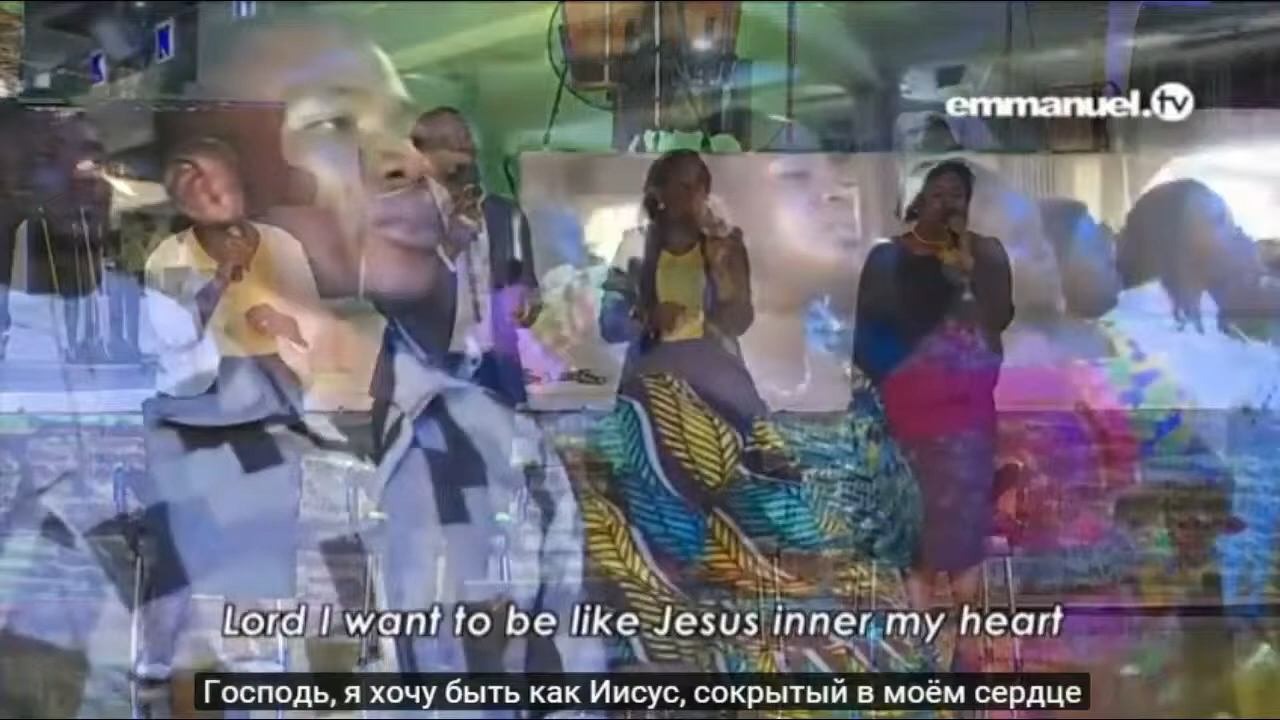 emmanuel.tv
Lord I want to be like Jesus inner my heart
Господь, я хочу быть как Иисус, сокрытый в моём сердце